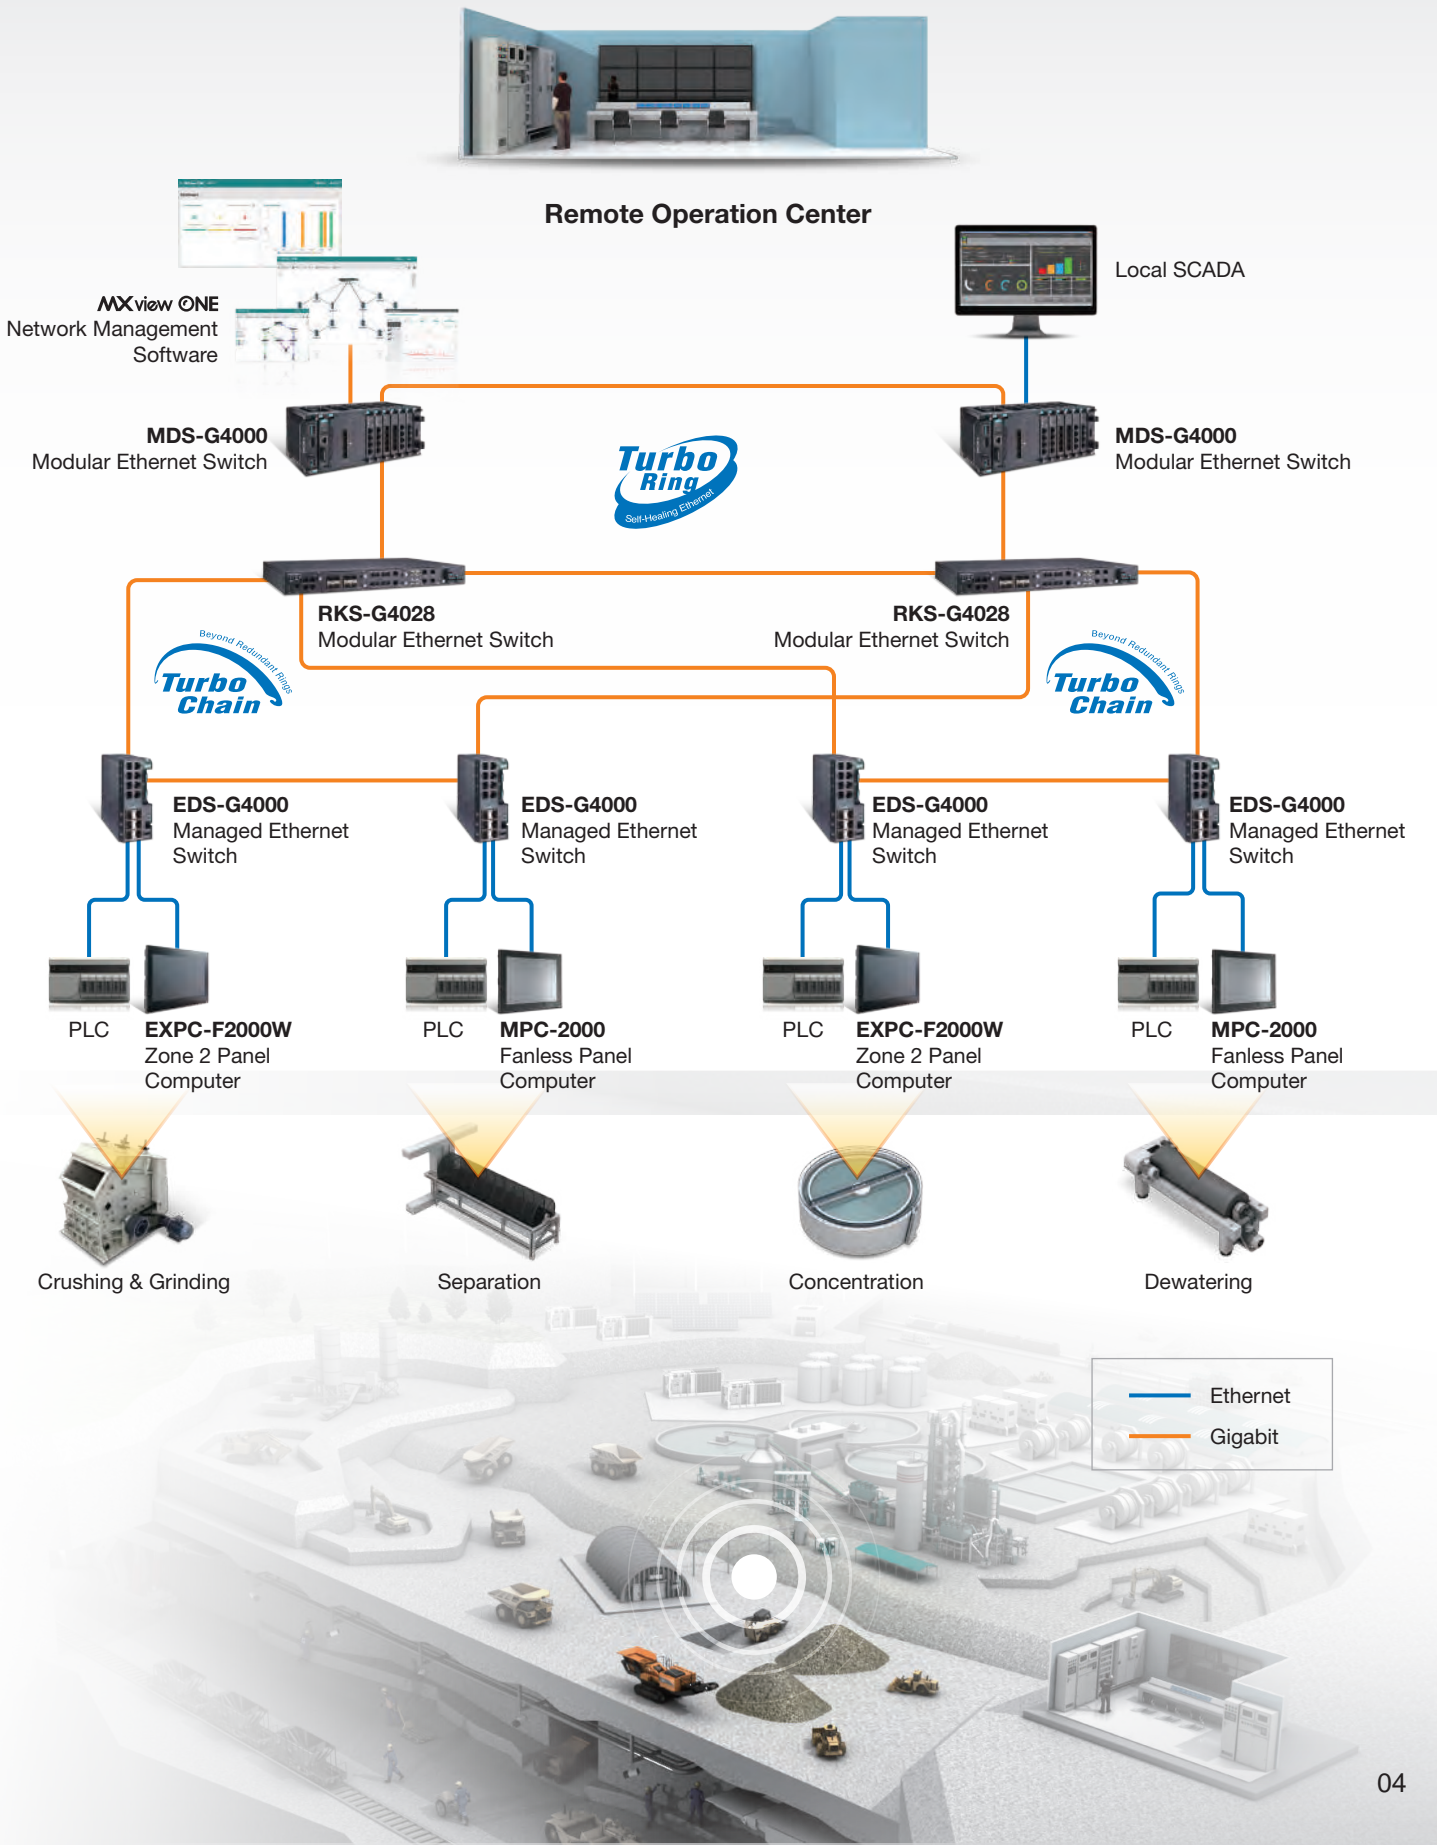 Remote Operation Center
Local SCADA
MXview ONE
Network Management
Software
MDS-G4000
Modular Ethernet Switch
MDS-G4000
Modular Ethernet Switch
Turbo
Ring
Self-Healing Ethernet
RKS-G4028
Modular Ethernet Switch
RKS-G4028
Modular Ethernet Switch
Beyond Redundant Rings
Turbo
Chain
Beyond Redundant Rings
Turbo
Chain
EDS-G4000
Managed Ethernet
Switch
EDS-G4000
Managed Ethernet
Switch
EDS-G4000
Managed Ethernet
Switch
EDS-G4000
Managed Ethernet
Switch
PLC
EXPC-F2000W
Zone 2 Panel
Computer
PLC
MPC-2000
Fanless Panel
Computer
PLC
EXPC-F2000W
Zone 2 Panel
Computer
PLC
MPC-2000
Fanless Panel
Computer
Crushing & Grinding
Separation
Concentration
Dewatering
Ethernet
Gigabit
04